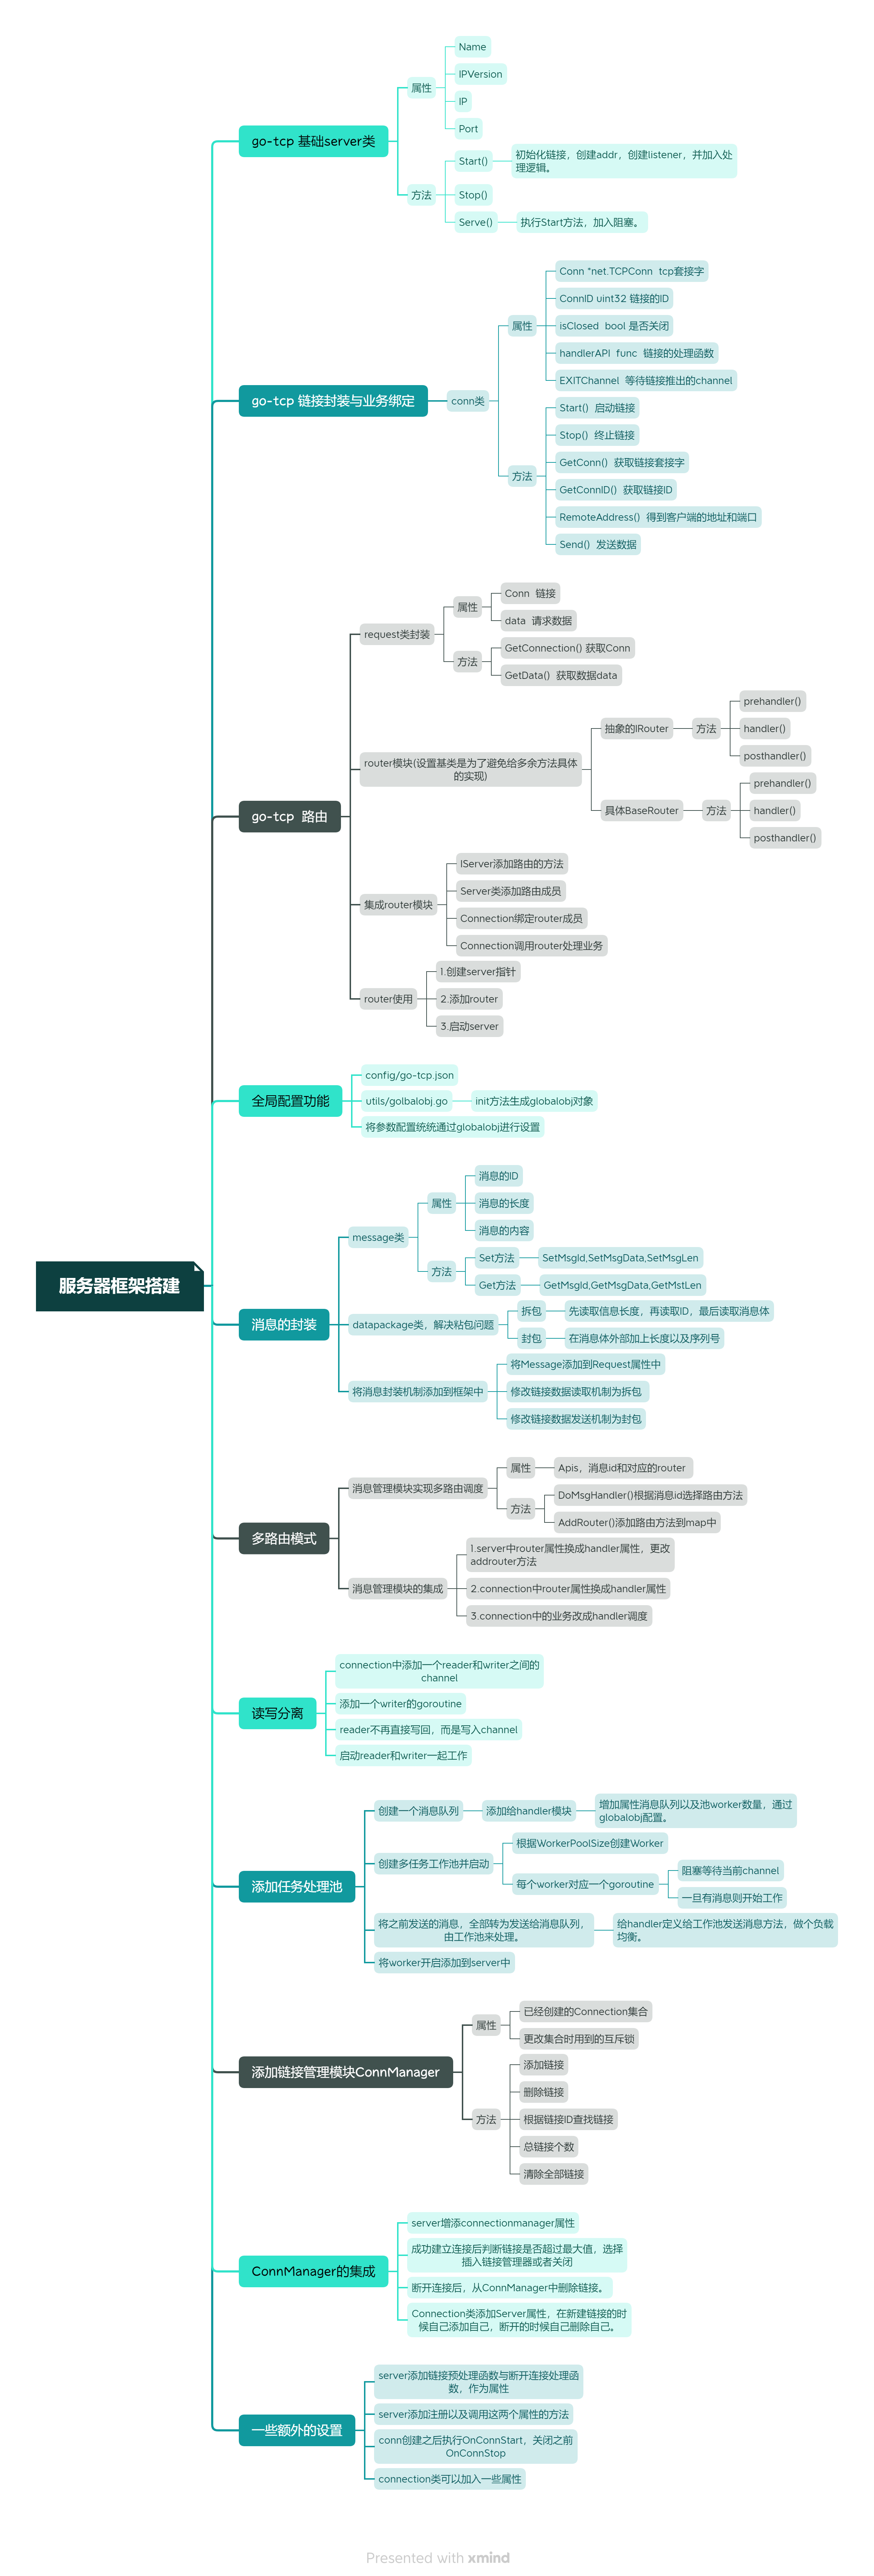 Name
IPVersion
属性
IP
Port
go-tcp 基础server类
Start()
初始化链接，创建addr，创建listener，并加入处
理逻辑。
方法
Stop()
Serve()
执行Start方法，加入阻塞。
Conn *net.TCPConn  tcp套接字
ConnID uint32 链接的ID
属性
isClosed  bool 是否关闭
handlerAPI  func  链接的处理函数
EXITChannel  等待链接推出的channel
go-tcp 链接封装与业务绑定
conn类
Start()  启动链接
Stop()  终止链接
GetConn()  获取链接套接字
方法
GetConnID()  获取链接ID
RemoteAddress()  得到客户端的地址和端口
Send()  发送数据
Conn  链接
属性
data  请求数据
request类封装
GetConnection() 获取Conn
方法
GetData()  获取数据data
prehandler()
抽象的IRouter
方法
handler()
posthandler()
router模块(设置基类是为了避免给多余方法具体
的实现)
prehandler()
具体BaseRouter
方法
handler()
posthandler()
go-tcp  路由
IServer添加路由的方法
Server类添加路由成员
集成router模块
Connection绑定router成员
Connection调用router处理业务
1.创建server指针
router使用
2.添加router
3.启动server
config/go-tcp.json
全局配置功能
utils/golbalobj.go
init方法生成globalobj对象
将参数配置统统通过globalobj进行设置
服务器框架搭建
消息的ID
属性
消息的长度
消息的内容
message类
Set方法
SetMsgId,SetMsgData,SetMsgLen
方法
Get方法
GetMsgId,GetMsgData,GetMstLen
消息的封装
拆包
先读取信息长度，再读取ID，最后读取消息体
datapackage类，解决粘包问题
封包
在消息体外部加上长度以及序列号
将Message添加到Request属性中
将消息封装机制添加到框架中
修改链接数据读取机制为拆包
修改链接数据发送机制为封包
属性
Apis，消息id和对应的router
消息管理模块实现多路由调度
DoMsgHandler()根据消息id选择路由方法
方法
AddRouter()添加路由方法到map中
多路由模式
1.server中router属性换成handler属性，更改
addrouter方法
消息管理模块的集成
2.connection中router属性换成handler属性
3.connection中的业务改成handler调度
connection中添加一个reader和writer之间的
channel
读写分离
添加一个writer的goroutine
reader不再直接写回，而是写入channel
启动reader和writer一起工作
创建一个消息队列
添加给handler模块
增加属性消息队列以及池worker数量，通过
globalobj配置。
根据WorkerPoolSize创建Worker
创建多任务工作池并启动
每个worker对应一个goroutine
阻塞等待当前channel
一旦有消息则开始工作
添加任务处理池
将之前发送的消息，全部转为发送给消息队列，
由工作池来处理。
给handler定义给工作池发送消息方法，做个负载
均衡。
将worker开启添加到server中
已经创建的Connection集合
属性
更改集合时用到的互斥锁
添加链接管理模块ConnManager
添加链接
删除链接
方法
根据链接ID查找链接
总链接个数
清除全部链接
server增添connectionmanager属性
成功建立连接后判断链接是否超过最大值，选择
插入链接管理器或者关闭
ConnManager的集成
断开连接后，从ConnManager中删除链接。
Connection类添加Server属性，在新建链接的时
候自己添加自己，断开的时候自己删除自己。
server添加链接预处理函数与断开连接处理函
数，作为属性
server添加注册以及调用这两个属性的方法
一些额外的设置
conn创建之后执行OnConnStart，关闭之前
OnConnStop
connection类可以加入一些属性
Presented with xmind